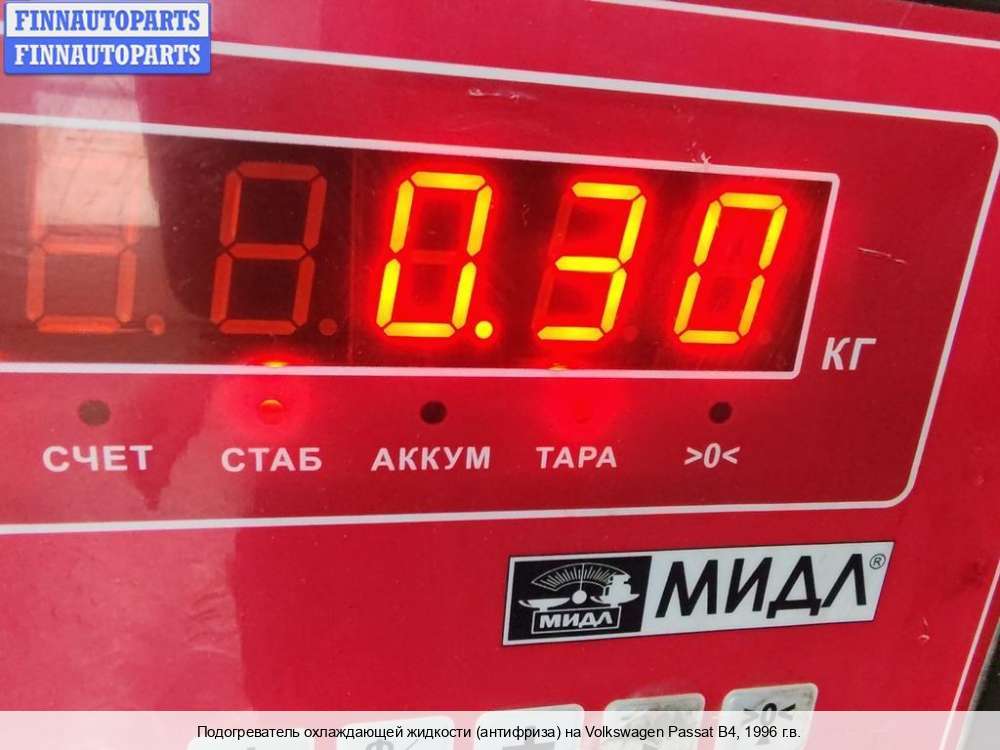 FINNAUTOPARTS
FINNAUTOPARTS
0.30
КГ
СЧЕТ СТАБ АККУМ ТАРА >0<
МИДЛ МИДЛ®
>0<
Подогреватель охлаждающей жидкости (антифриза) на Volkswagen Passat B4, 1996 г.в.